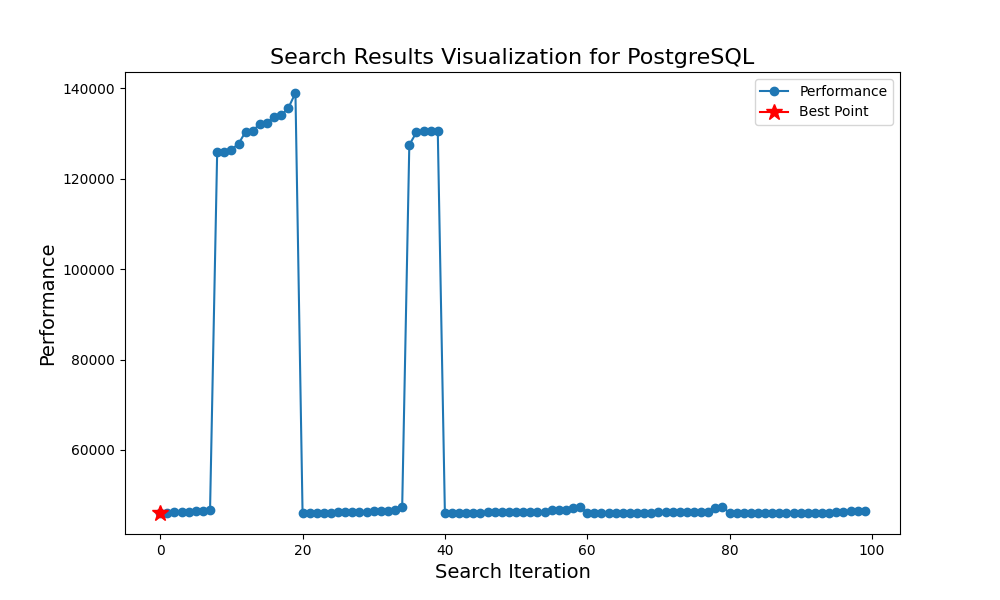 Search Results Visualization for PostgreSQL
Performance
Best Point
140000
120000
100000
80000
60000
Performance
0 20 40 60 80 100
Search Iteration